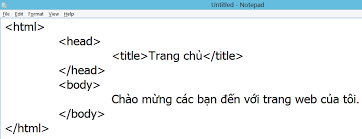 Untitled - Notepad
File Edit Format View Help
<html>
<head>
<title>Trang chủ</title>
</head>
<body>
Chào mừng các bạn đến với trang web của tôi.
</body>
</html>